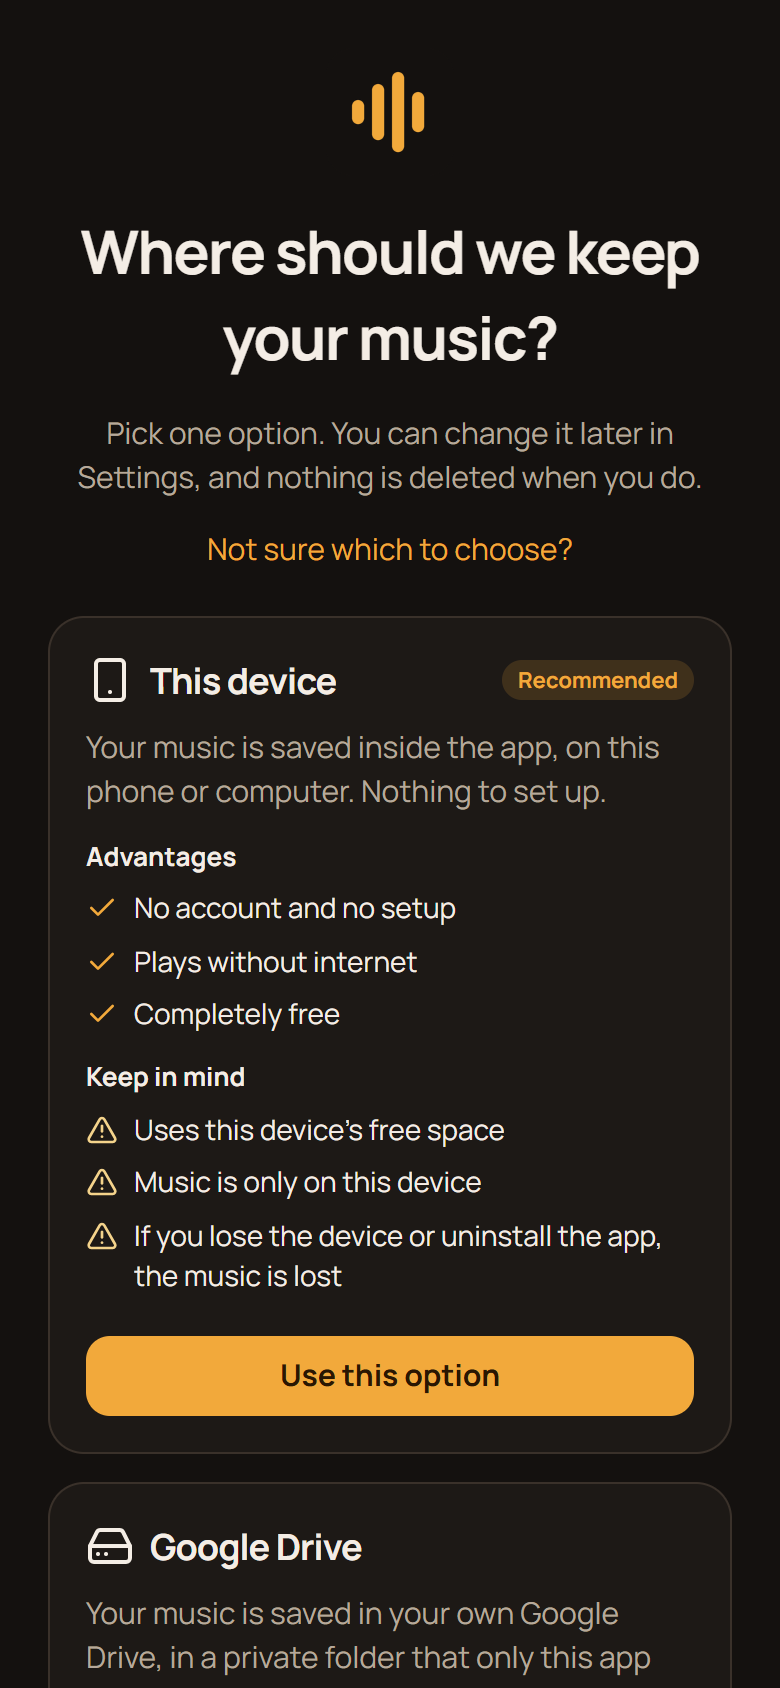 Where should we keep
your music?
Pick one option. You can change it later in
Settings, and nothing is deleted when you do.
Not sure which to choose?
This device
Recommended
Your music is saved inside the app, on this
phone or computer. Nothing to set up.
Advantages
No account and no setup
Plays without internet
Completely free
Keep in mind
Uses this device’s free space
Music is only on this device
If you lose the device or uninstall the app,
the music is lost
Use this option
Google Drive
Your music is saved in your own Google
Drive, in a private folder that only this app